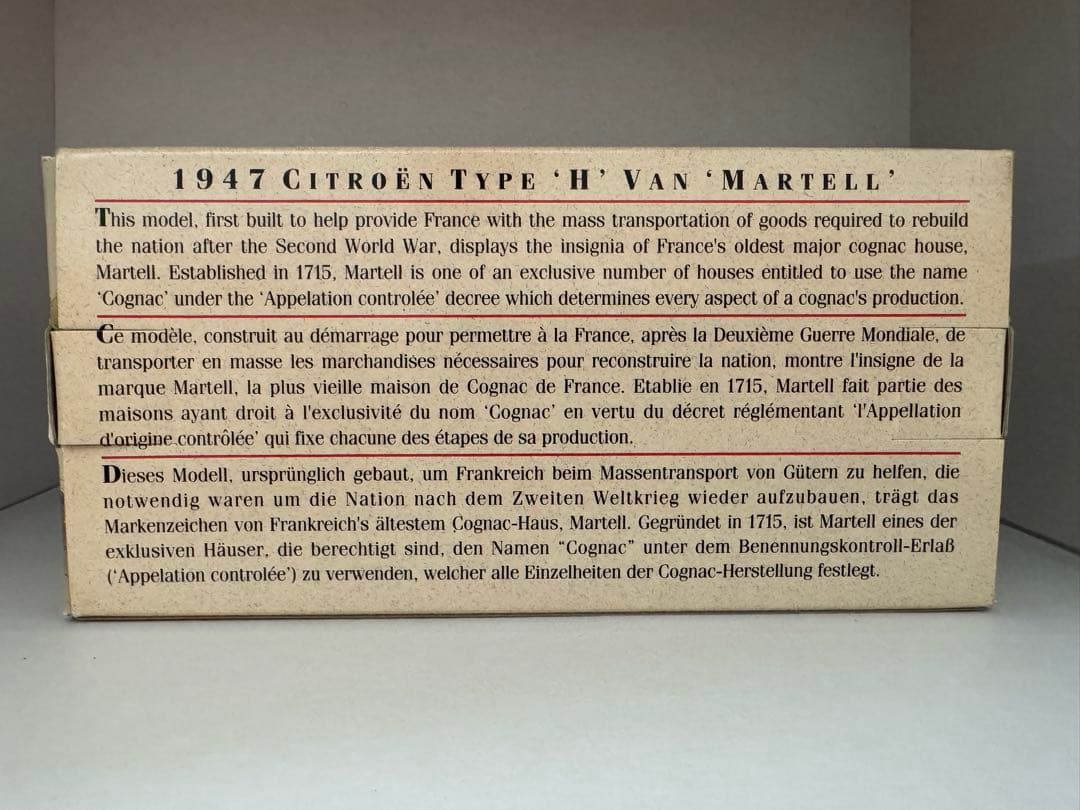 1947 CITROËN TYPE ‘H’ VAN ‘MARTELL’
This model, first built to help provide France with the mass transportation of goods required to rebuild
the nation after the Second World War, displays the insignia of France's oldest major cognac house,
Martell. Established in 1715, Martell is one of an exclusive number of houses entitled to use the name
‘Cognac’ under the ‘Appelation controlée’ decree which determines every aspect of a cognac's production.
Ce modèle, construit au démarrage pour permettre à la France, après la Deuxième Guerre Mondiale, de
transporter en masse les marchandises nécessaires pour reconstruire la nation, montre l'insigne de la
marque Martell, la plus vieille maison de Cognac de France. Etablie en 1715, Martell fait partie des
maisons ayant droit à l'exclusivité du nom ‘Cognac’ en vertu du décret réglémentant ‘l'Appellation
d'origine contrôlée’ qui fixe chacune des étapes de sa production.
Dieses Modell, ursprünglich gebaut, um Frankreich beim Massentransport von Gütern zu helfen, die
notwendig waren um die Nation nach dem Zweiten Weltkrieg wieder aufzubauen, trägt das
Markenzeichen von Frankreich's ältestem Cognac-Haus, Martell. Gegründet in 1715, ist Martell eines der
exklusiven Häuser, die berechtigt sind, den Namen “Cognac” unter dem Benennungskontroll-Erlaß
(‘Appelation controlée’) zu verwenden, welcher alle Einzelheiten der Cognac-Herstellung festlegt.